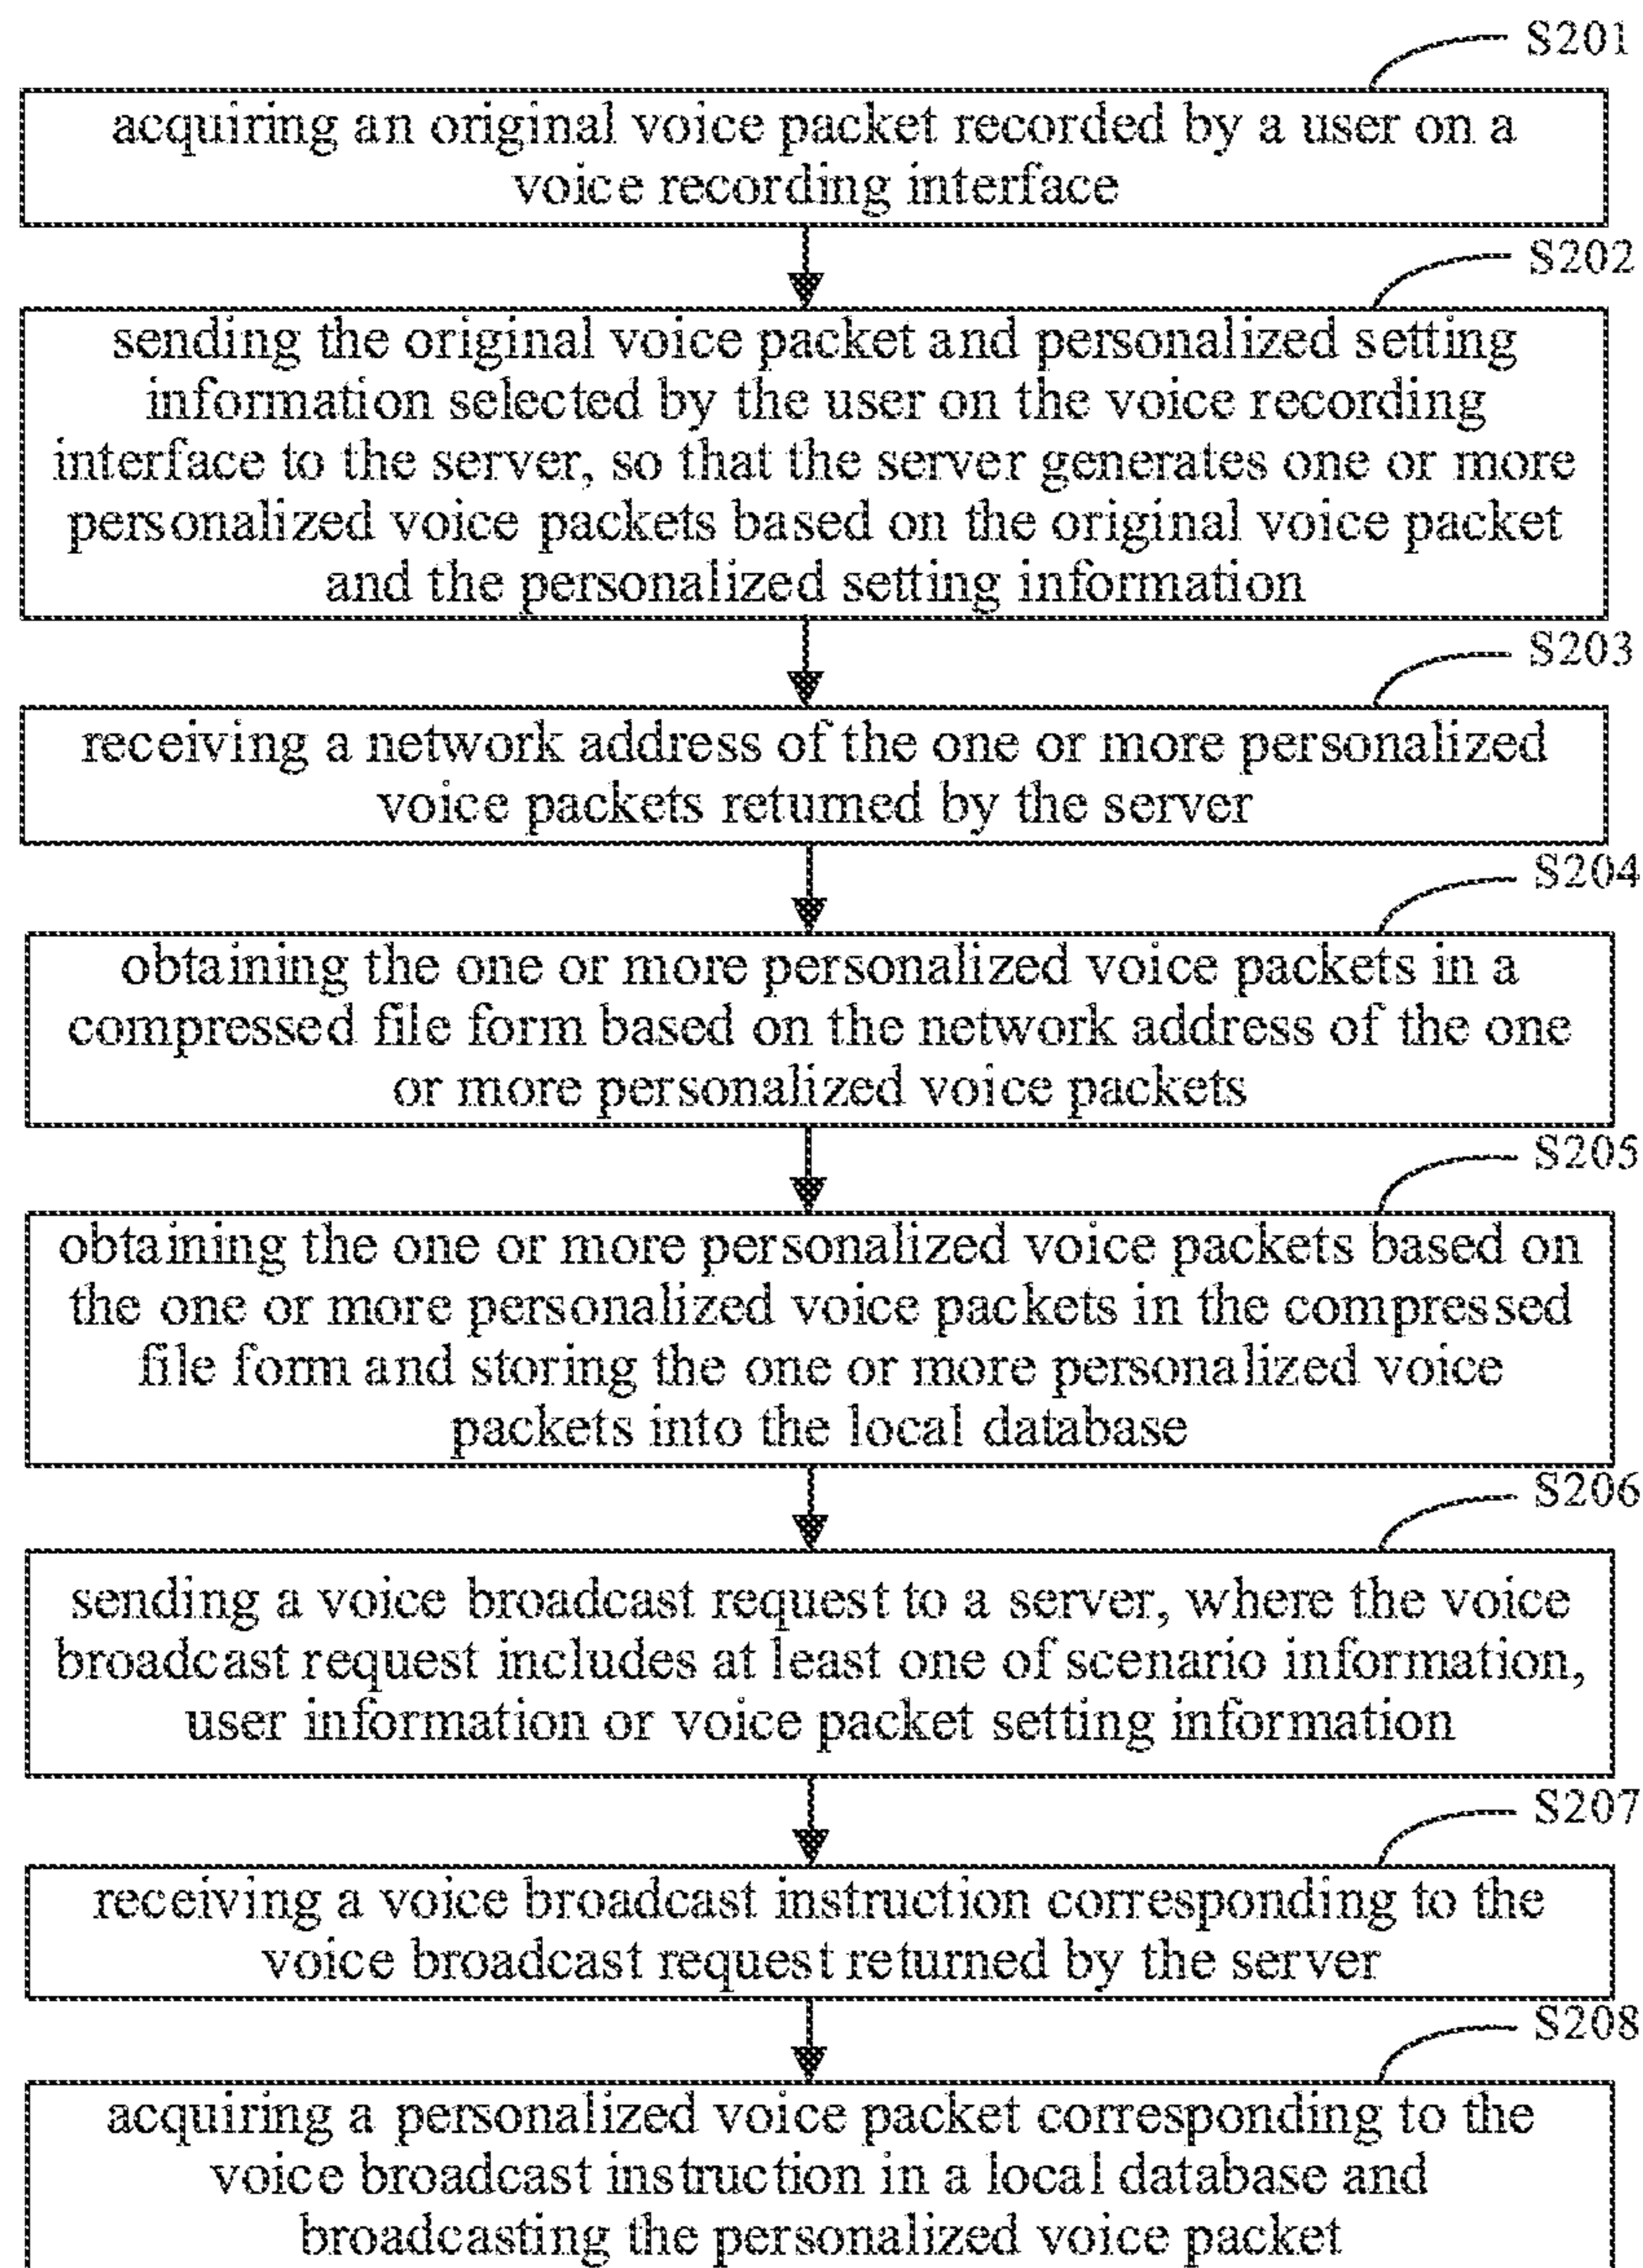 S201
acquiring an original voice packet recorded by a user on a
voice recording interface
S202
sending the original voice packet and personalized setting
information selected by the user on the voice recording
interface to the server, so that the server generates one or more
personalized voice packets based on the original voice packet
and the personalized setting information
S203
receiving a network address of the one or more personalized
voice packets returned by the server
S204
obtaining the one or more personalized voice packets in a
compressed file form based on the network address of the one
or more personalized voice packets
S205
obtaining the one or more personalized voice packets based on
the one or more personalized voice packets in the compressed
file form and storing the one or more personalized voice
packets into the local database
S206
sending a voice broadcast request to a server, where the voice
broadcast request includes at least one of scenario information,
user information or voice packet setting information
S207
receiving a voice broadcast instruction corresponding to the
voice broadcast request returned by the server
S208
acquiring a personalized voice packet corresponding to the
voice broadcast instruction in a local database and
broadcasting the personalized voice packet